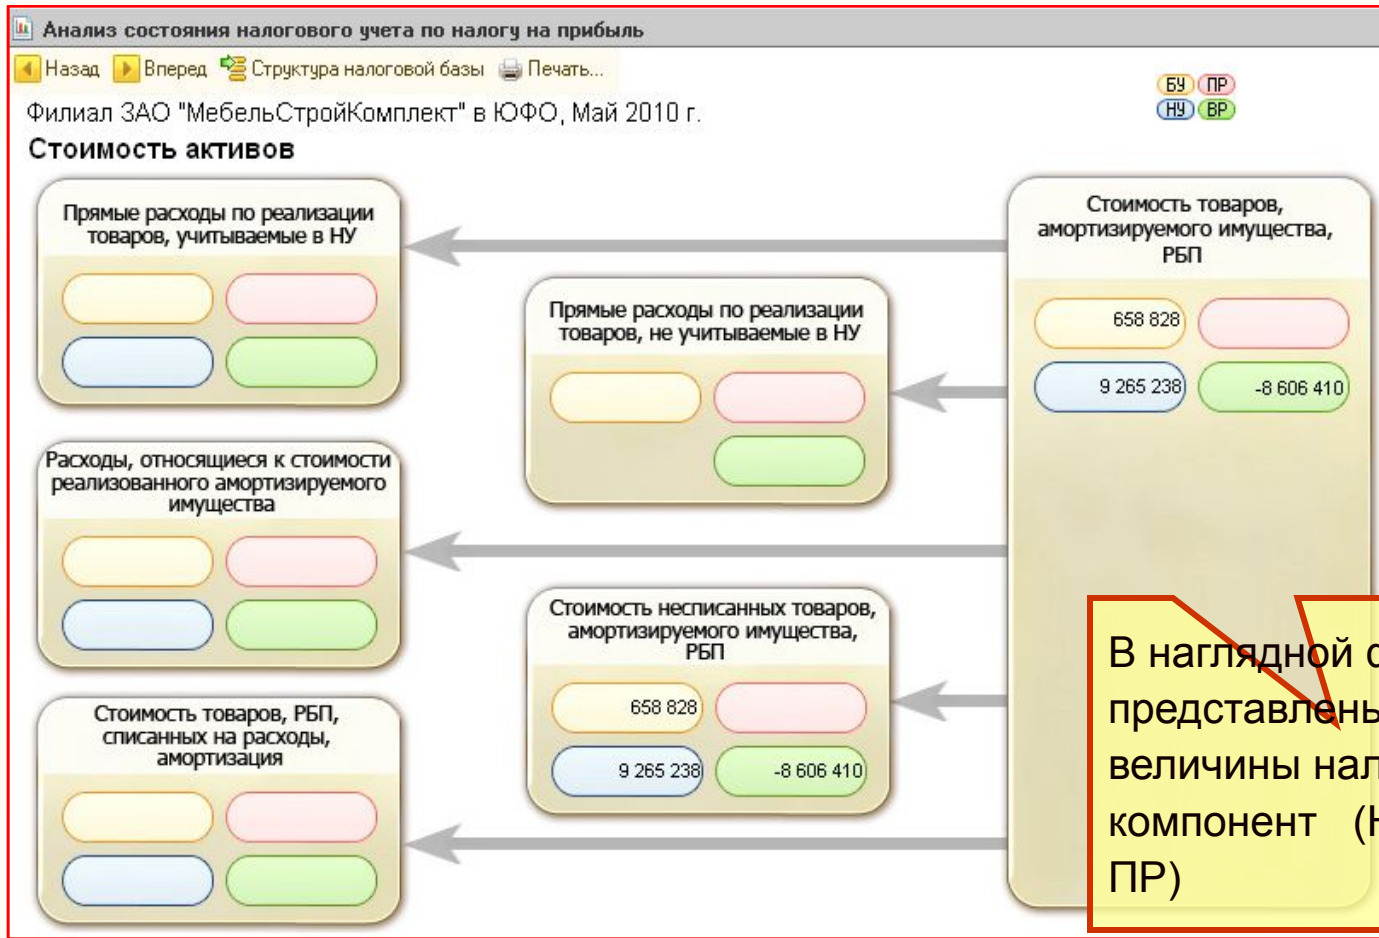 Анализ состояния налогового учета по налогу на прибыль
Назад Вперед Структура налоговой базы Печать...
БУ ПР
НУ ВР
Филиал ЗАО "МебельСтройКомплект" в ЮФО, Май 2010 г.
Стоимость активов
Прямые расходы по реализации
товаров, учитываемые в НУ
Прямые расходы по реализации
товаров, не учитываемые в НУ
Стоимость товаров,
амортизируемого имущества,
РБП
658 828
9 265 238 -8 606 410
Расходы, относящиеся к стоимости
реализованного амортизируемого
имущества
Стоимость несписанных товаров,
амортизируемого имущества,
РБП
658 828
9 265 238 -8 606 410
Стоимость товаров, РБП,
списанных на расходы,
амортизация
В наглядной
представлены
величины
компонент
ПР)